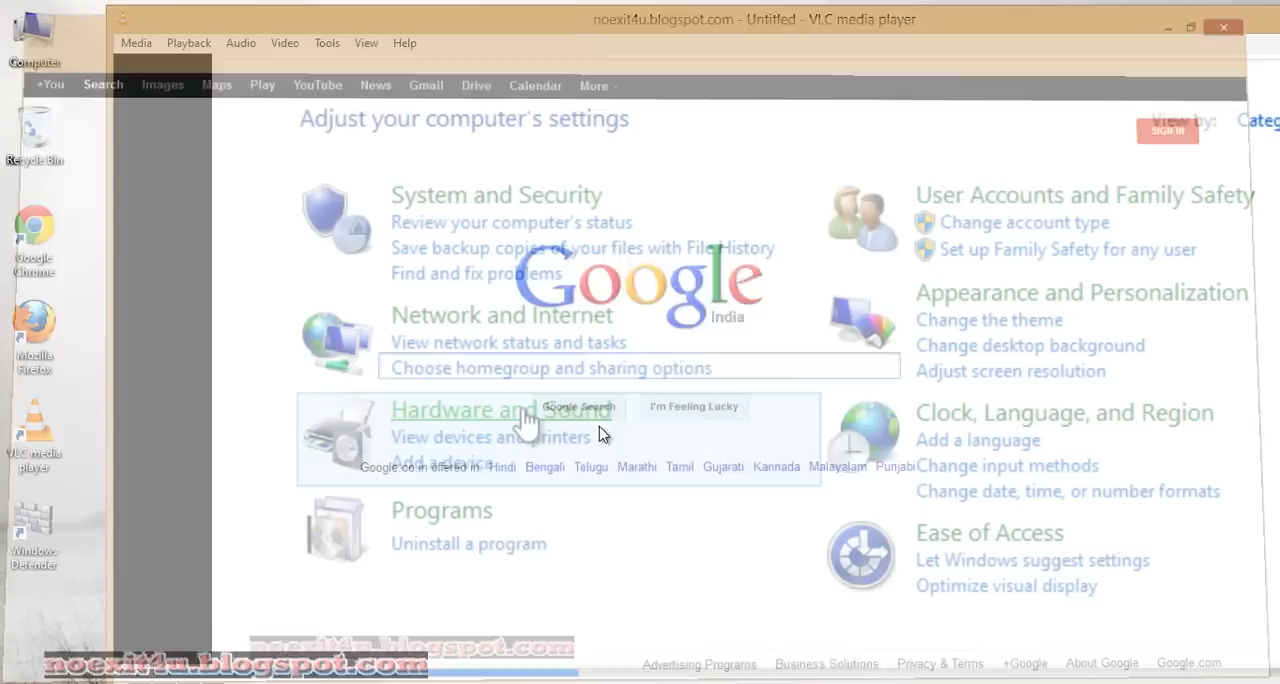 noexit4u.blogspot.com - Untitled - VLC media player
Computer
Media Playback Audio Video Tools View Help
+You Search Images Maps Play YouTube News Gmail Drive Calendar More
Adjust your computer's settings
View by: Categ
SIGN IN
Recycle Bin
System and Security
Review your computer's status
Save backup copies of your files with File History
Find and fix problems
User Accounts and Family Safety
Change account type
Set up Family Safety for any user
Google
Chrome
Google
India
Network and Internet
View network status and tasks
Choose homegroup and sharing options
Appearance and Personalization
Change the theme
Change desktop background
Adjust screen resolution
Mozilla
Firefox
Hardware and Sound
View devices and printers
Add a device
Google Search I'm Feeling Lucky
Google.co.in offered in: Hindi Bengali Telugu Marathi Tamil Gujarati Kannada Malayalam Punjabi
Clock, Language, and Region
Add a language
Change input methods
Change date, time, or number formats
VLC media
player
Programs
Uninstall a program
Ease of Access
Let Windows suggest settings
Optimize visual display
Windows
Defender
noexit4u.blogspot.com
noexit4u.blogspot.com
Advertising Programs Business Solutions Privacy & Terms +Google About Google Google.com